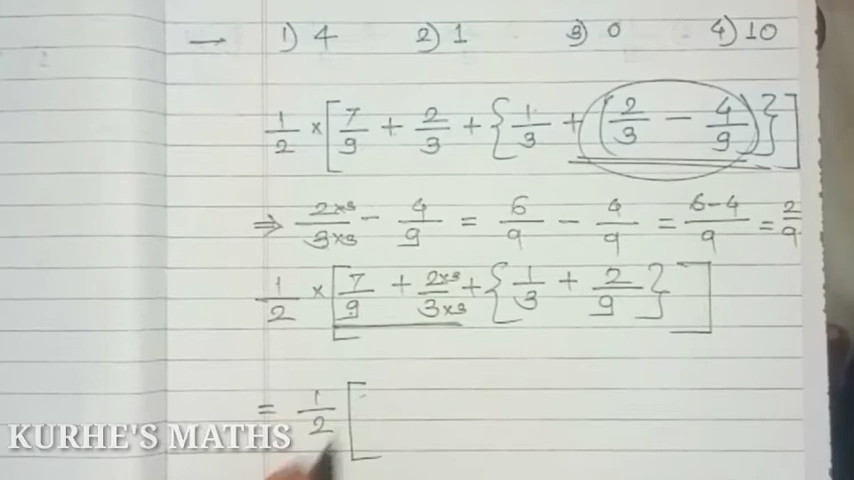 → 1) 4 2) 1 3) 0 4) 10
1/2 × [ 7/9 + 2/3 + { 1/3 + ( 2/3 - 4/9 ) } ]
⇒ 2×3/3×3 - 4/9 = 6/9 - 4/9 = 6-4/9 = 2/9
1/2 × [ 7/9 + 2×3/3×3 + { 1/3 + 2/9 } ]
= 1/2 [
KURHE'S MATHS